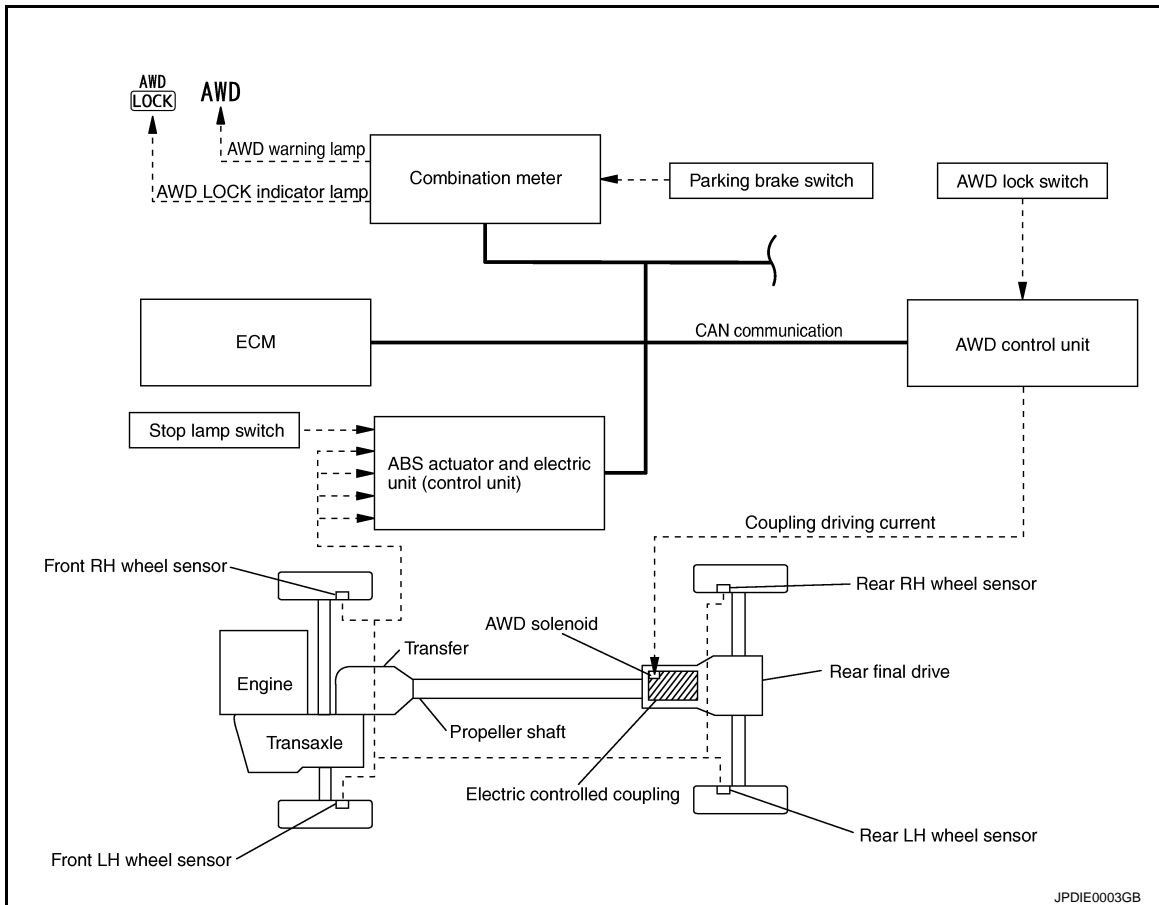 AWD
LOCK
AWD
AWD warning lamp
AWD LOCK indicator lamp
Combination meter
Parking brake switch
AWD lock switch
ECM
CAN communication
AWD control unit
Stop lamp switch
ABS actuator and electric
unit (control unit)
Coupling driving current
Front RH wheel sensor
Rear RH wheel sensor
AWD solenoid
Transfer
Engine
Rear final drive
Propeller shaft
Transaxle
Electric controlled coupling
Rear LH wheel sensor
Front LH wheel sensor
JPDIE0003GB